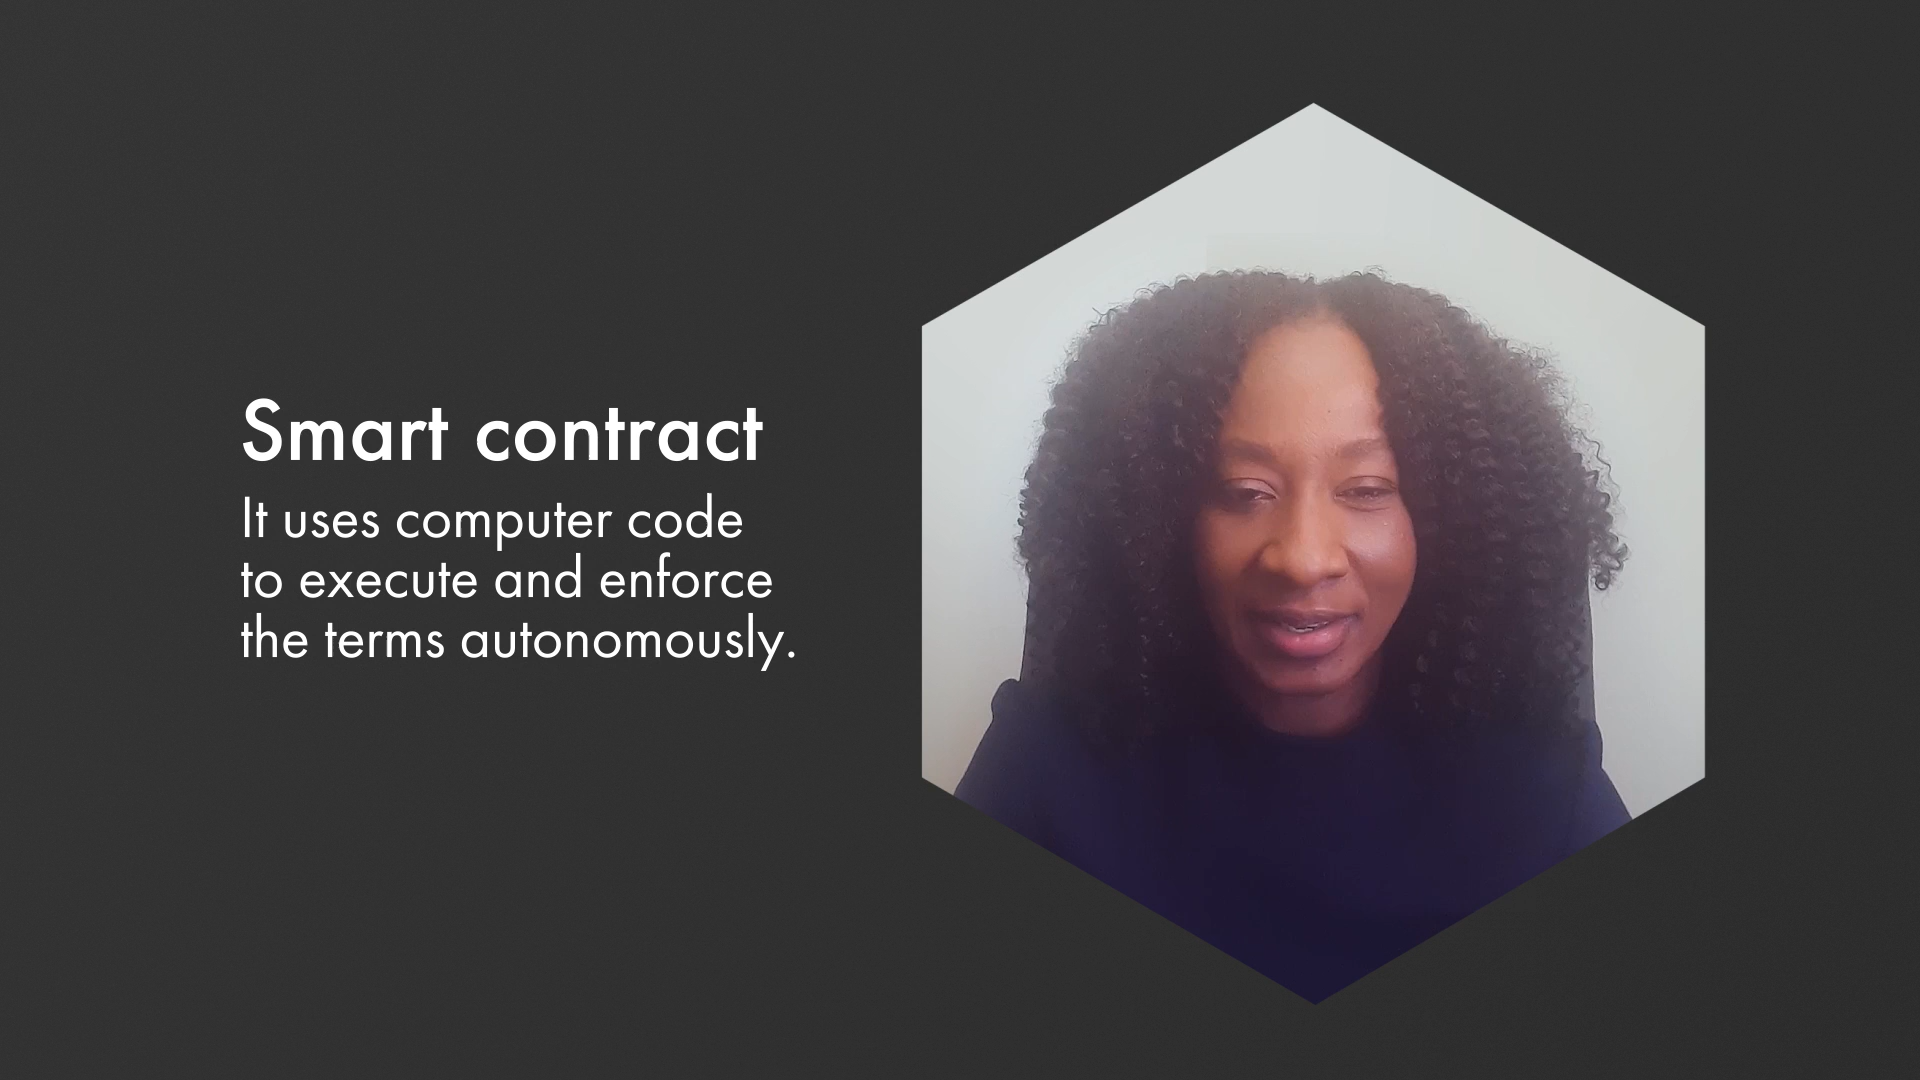 Smart contract
It uses computer code
to execute and enforce
the terms autonomously.